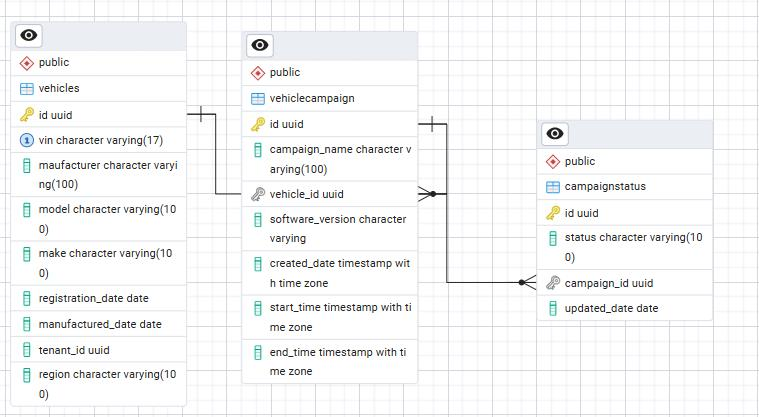 public
vehicles
id uuid
1 vin character varying(17)
maufacturer character varyi
ng(100)
model character varying(10
0)
make character varying(10
0)
registration_date date
manufactured_date date
tenant_id uuid
region character varying(10
0)
public
vehiclecampaign
id uuid
campaign_name character v
arying(100)
vehicle_id uuid
software_version character
varying
created_date timestamp wit
h time zone
start_time timestamp with ti
me zone
end_time timestamp with ti
me zone
public
campaignstatus
id uuid
status character varying(10
0)
campaign_id uuid
updated_date date